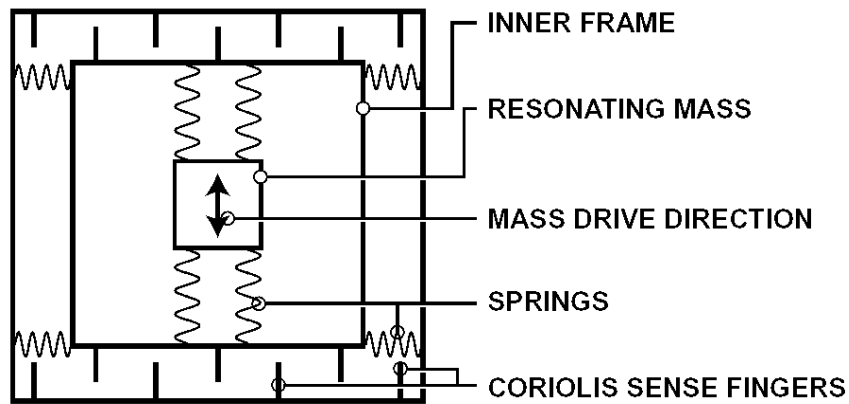 INNER FRAME
RESONATING MASS
MASS DRIVE DIRECTION
SPRINGS
CORIOLIS SENSE FINGERS